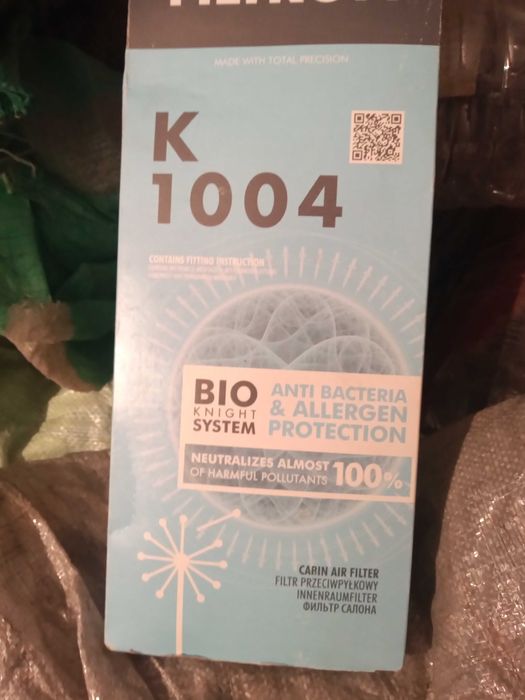 MADE WITH TOTAL PRECISION
K
1004
CONTAINS FITTING INSTRUCTION
BIO
KNIGHT
SYSTEM
ANTI BACTERIA
& ALLERGEN
PROTECTION
NEUTRALIZES ALMOST
OF HARMFUL POLLUTANTS
100%
CABIN AIR FILTER
FILTR PRZECIWPYŁKOWY
INNENRAUMFILTER
ФИЛЬТР САЛОНА